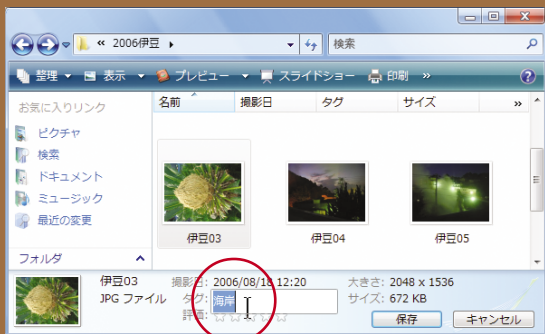 « 2006伊豆
検索
整理 表示 プレビュー スライドショー 印刷 » ?
お気に入りリンク
名前 撮影日 タグ サイズ »
ピクチャ
検索
ドキュメント
ミュージック
最近の変更
フォルダ
伊豆03 伊豆04 伊豆05
伊豆03 撮影日: 2006/08/18 12:20 大きさ: 2048 x 1536
JPG ファイル タグ: 海岸 サイズ: 672 KB
評価: 保存 キャンセル